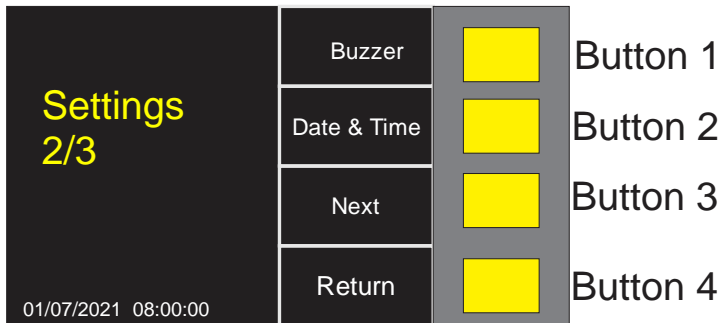 Settings
2/3
01/07/2021 08:00:00
Buzzer
Date & Time
Next
Return
Button 1
Button 2
Button 3
Button 4